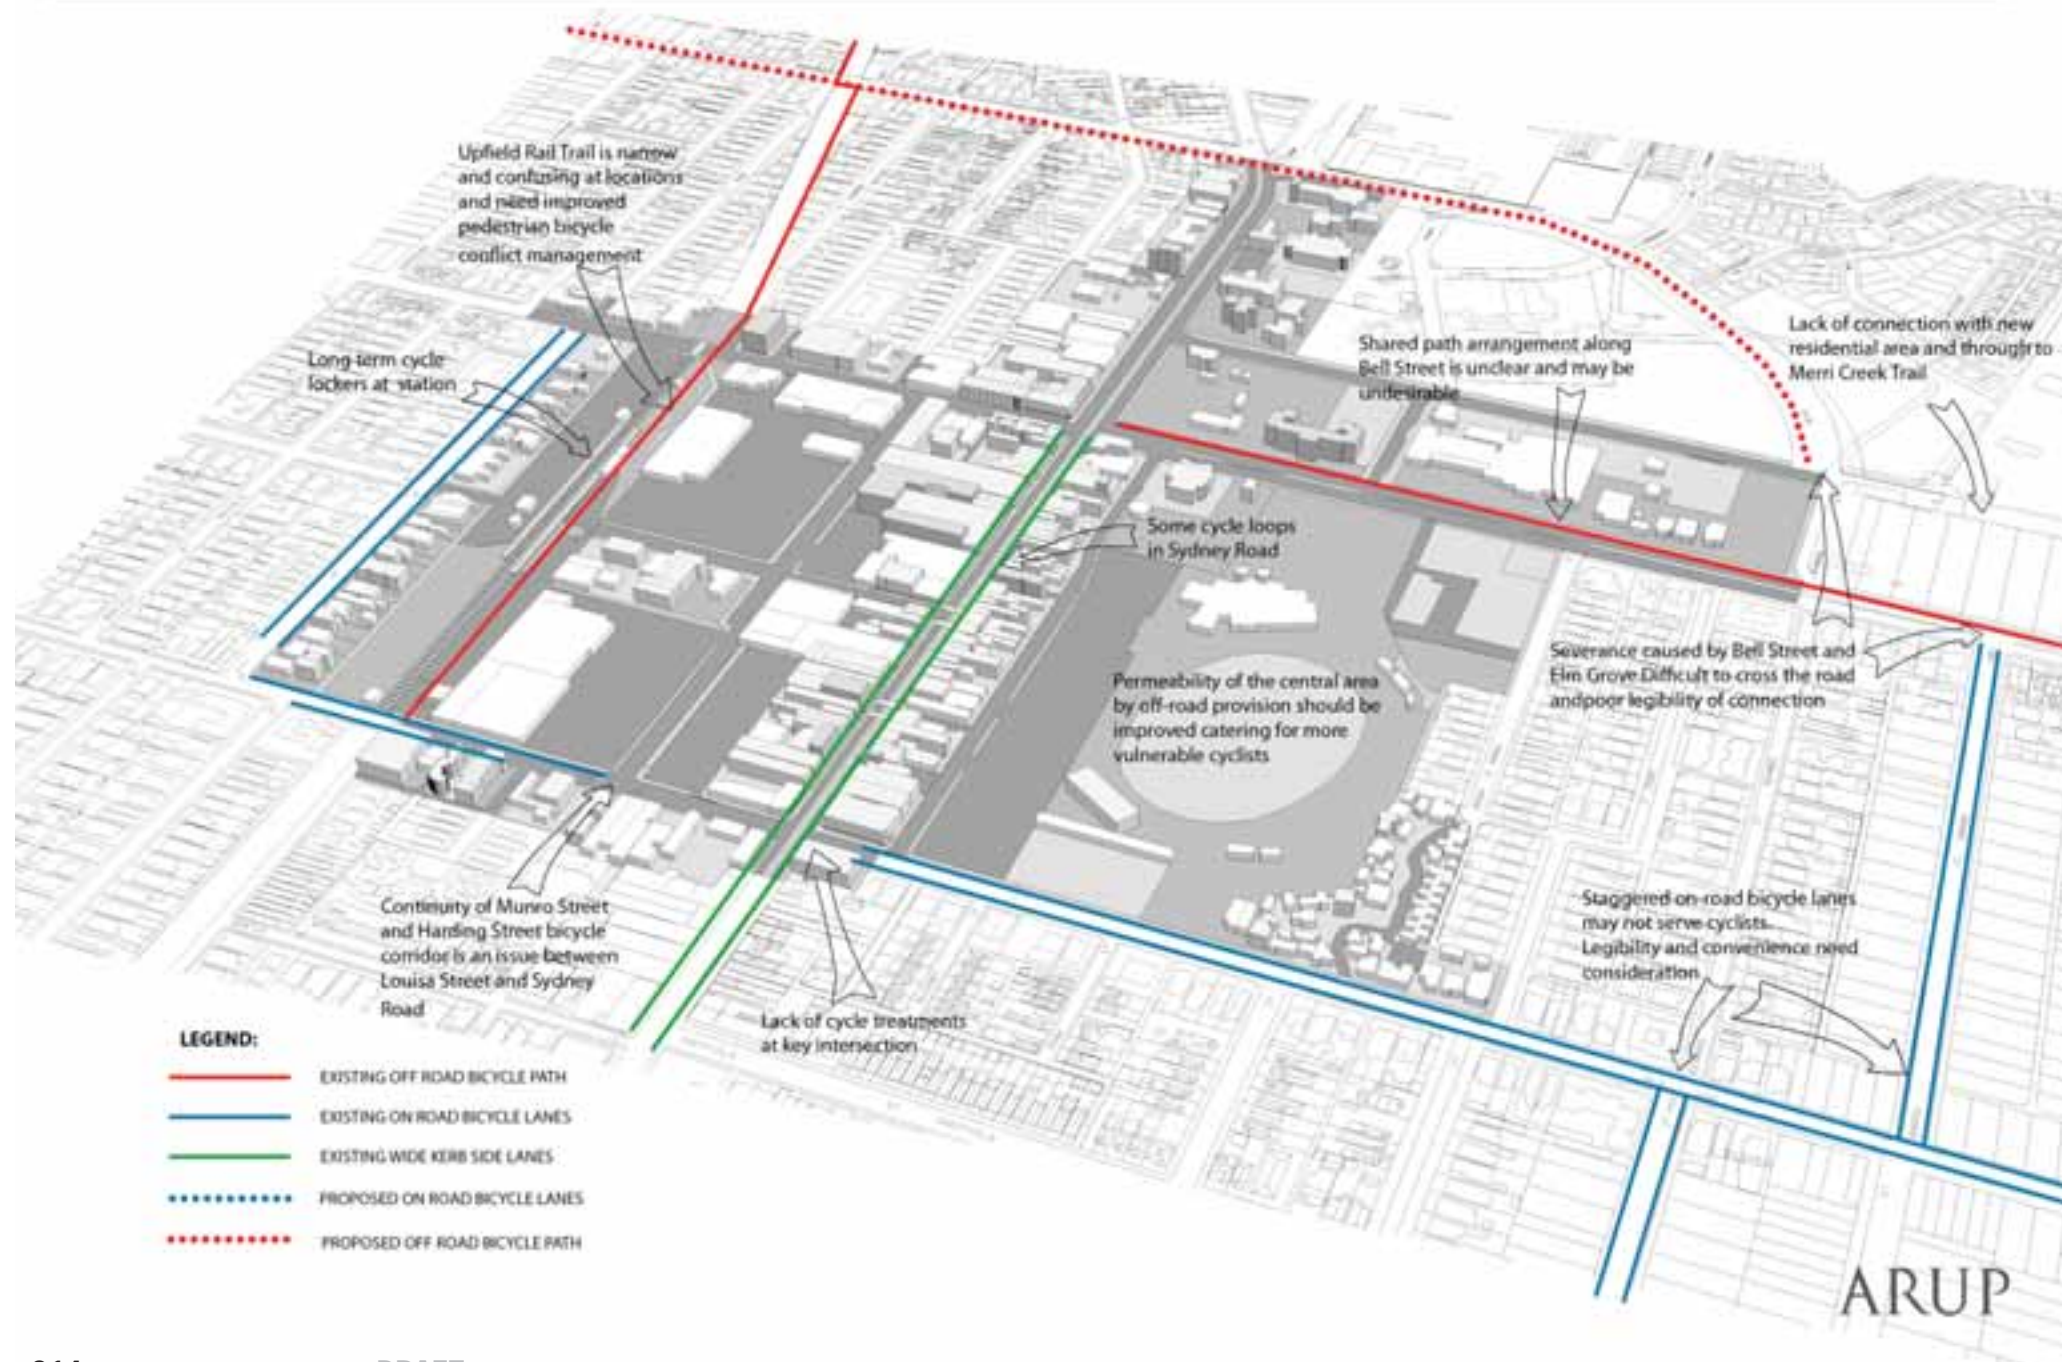 Upfield Rail Trail is narrow
and confusing at locations
and need improved
pedestrian bicycle
conflict management
Long term cycle
lockers at station
Shared path arrangement along
Bell Street is unclear and may be
undesirable
Lack of connection with new
residential area and through to
Merri Creek Trail
Some cycle loops
in Sydney Road
Severance caused by Bell Street and
Elm Grove Difficult to cross the road
andpoor legibility of connection
Permeability of the central area
by off-road provision should be
improved catering for more
vulnerable cyclists
Continuity of Munro Street
and Harding Street bicycle
corridor is an issue between
Louisa Street and Sydney
Road
Staggered on-road bicycle lanes
may not serve cyclists.
Legibility and convenience need
consideration
Lack of cycle treatments
at key intersection
LEGEND:
EXISTING OFF ROAD BICYCLE PATH
EXISTING ON ROAD BICYCLE LANES
EXISTING WIDE KERB SIDE LANES
PROPOSED ON ROAD BICYCLE LANES
PROPOSED OFF ROAD BICYCLE PATH
ARUP